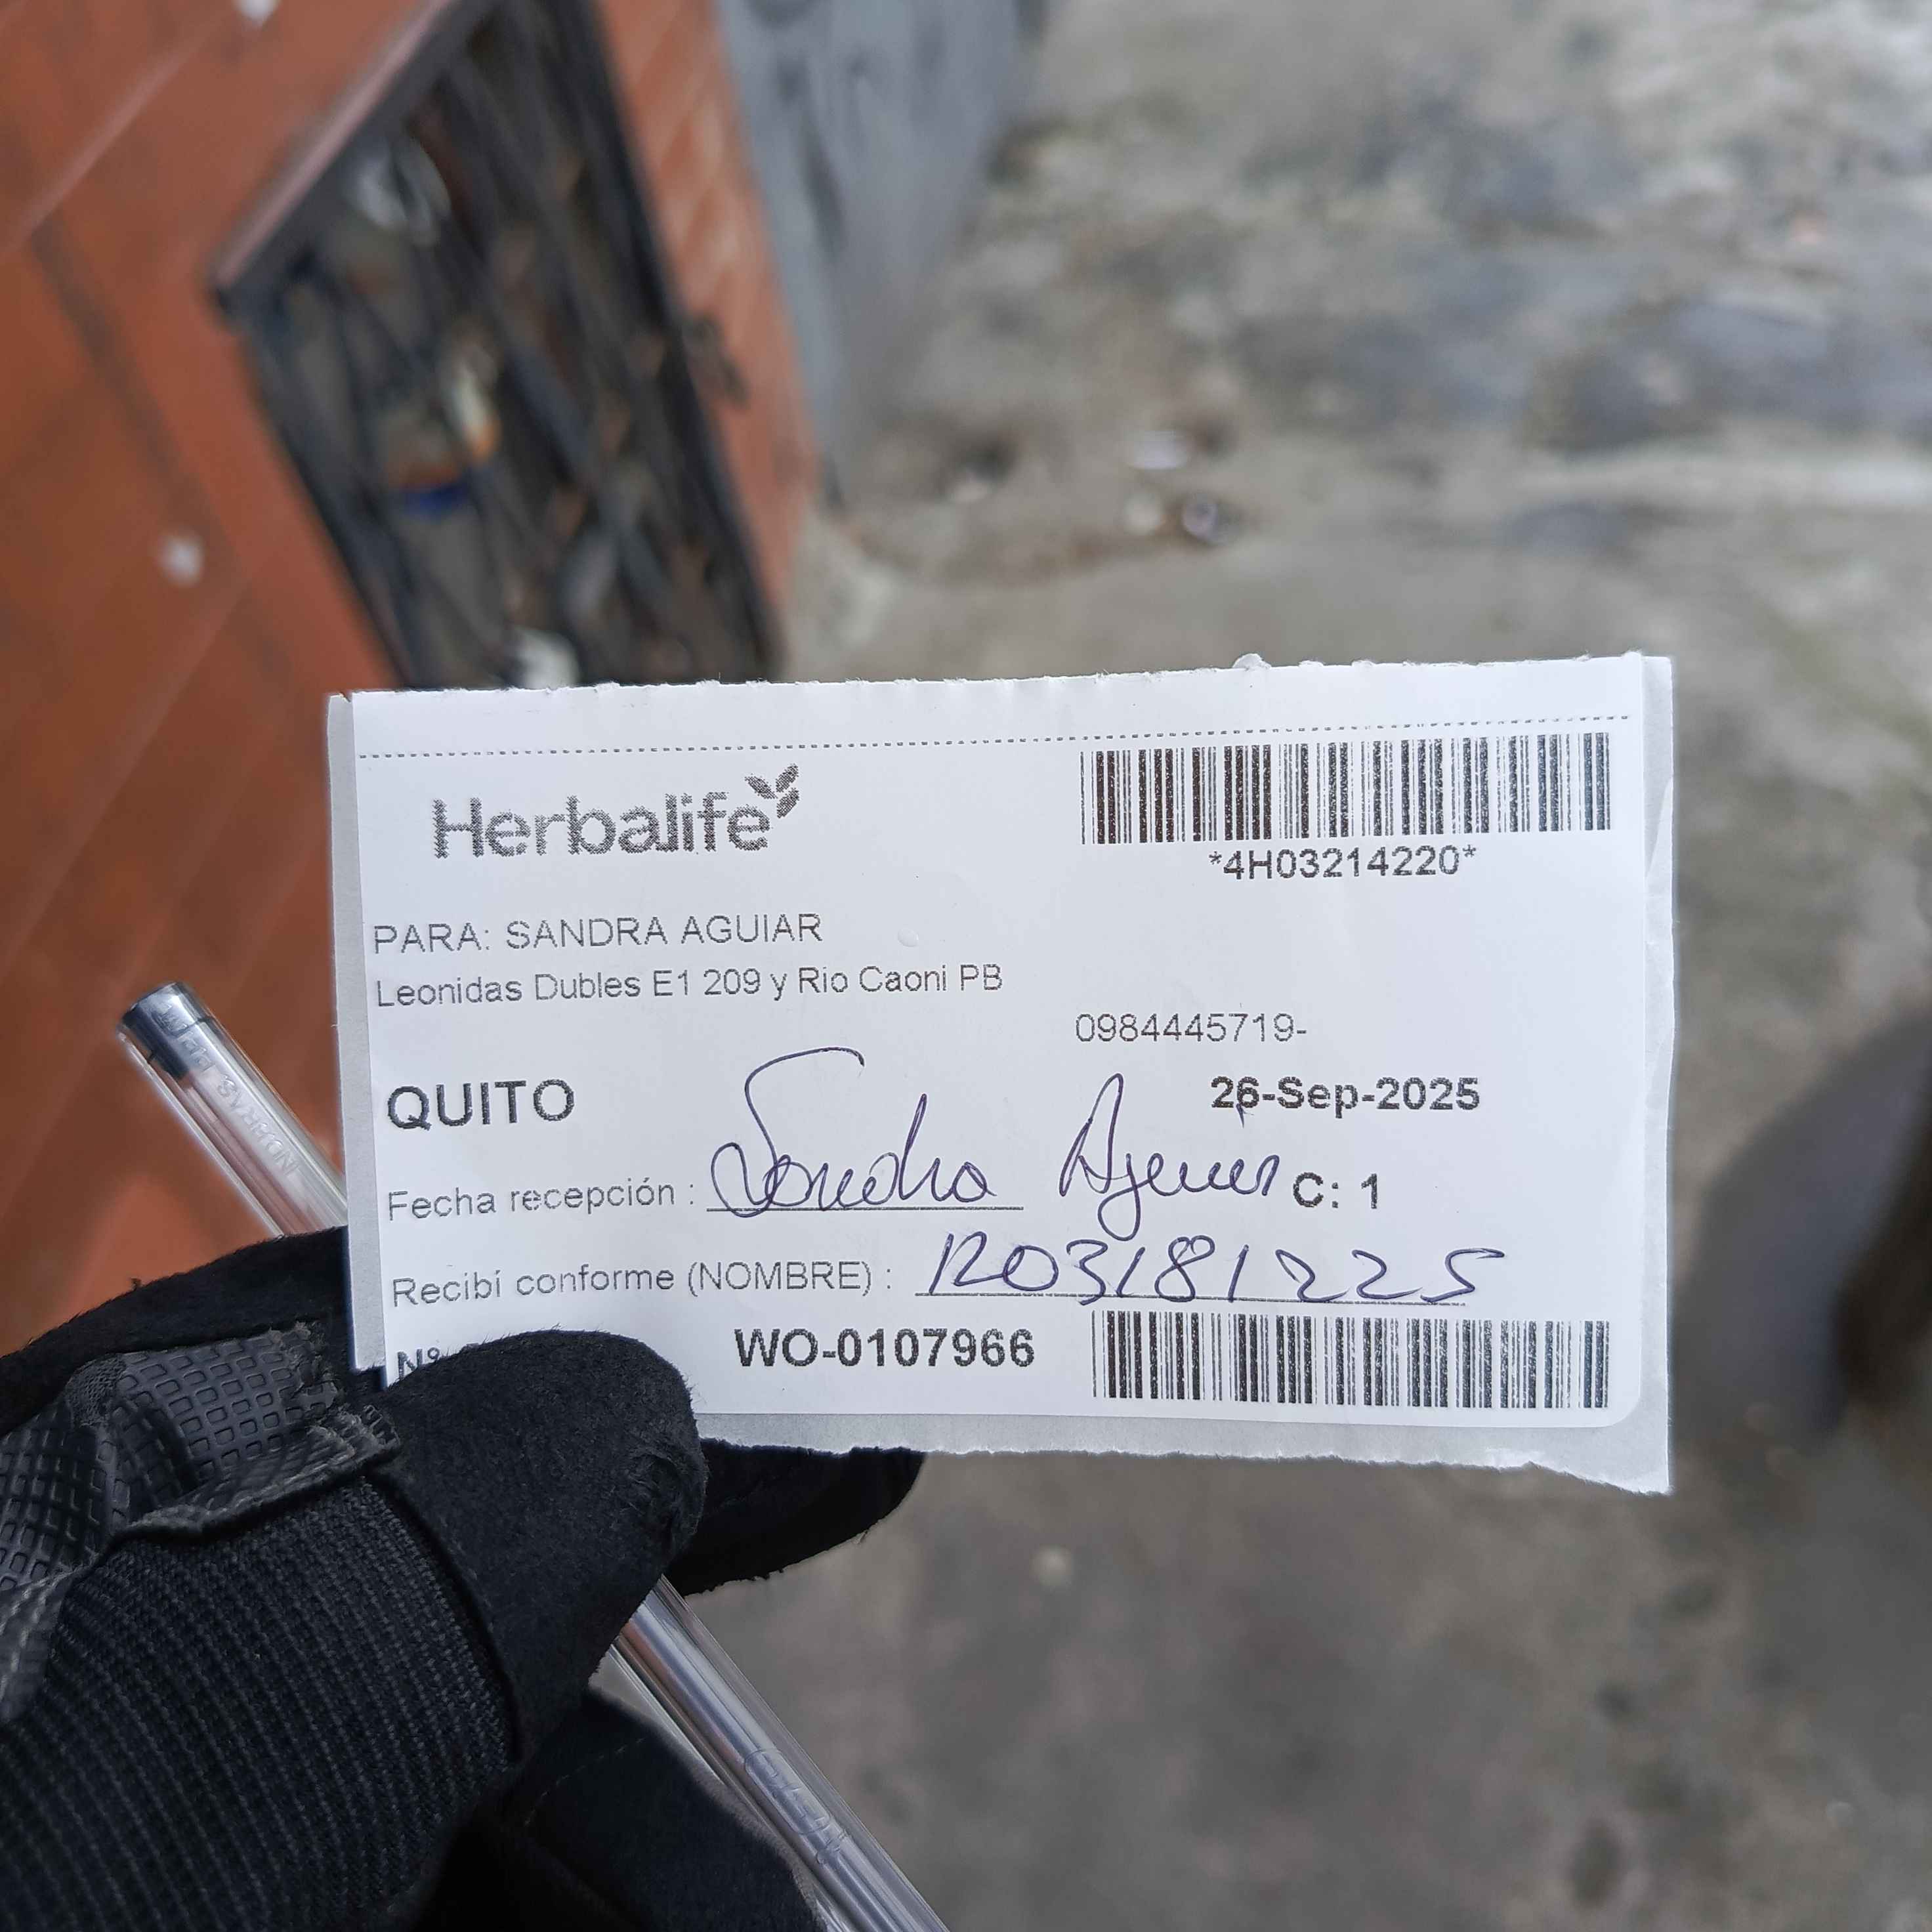 Herbalife
*4H03214220*
PARA: SANDRA AGUIAR
Leonidas Dubles E1 209 y Rio Caoni PB
0984445719-
QUITO
26-Sep-2025
Fecha recepción : Sandra Aguiar C: 1
Recibí conforme (NOMBRE) : 1203181225
N°
WO-0107966